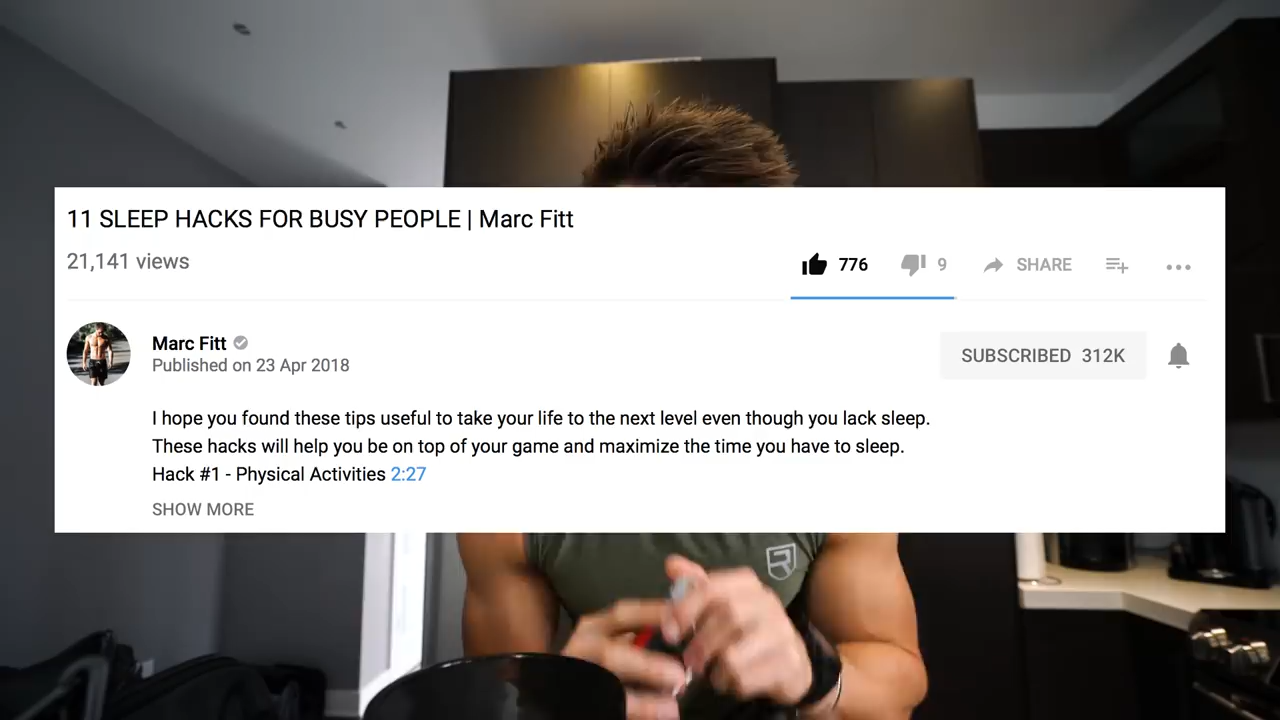 11 SLEEP HACKS FOR BUSY PEOPLE | Marc Fitt
21,141 views
776
9
SHARE
Marc Fitt
Published on 23 Apr 2018
SUBSCRIBED 312K
I hope you found these tips useful to take your life to the next level even though you lack sleep.
These hacks will help you be on top of your game and maximize the time you have to sleep.
Hack #1 - Physical Activities 2:27
SHOW MORE